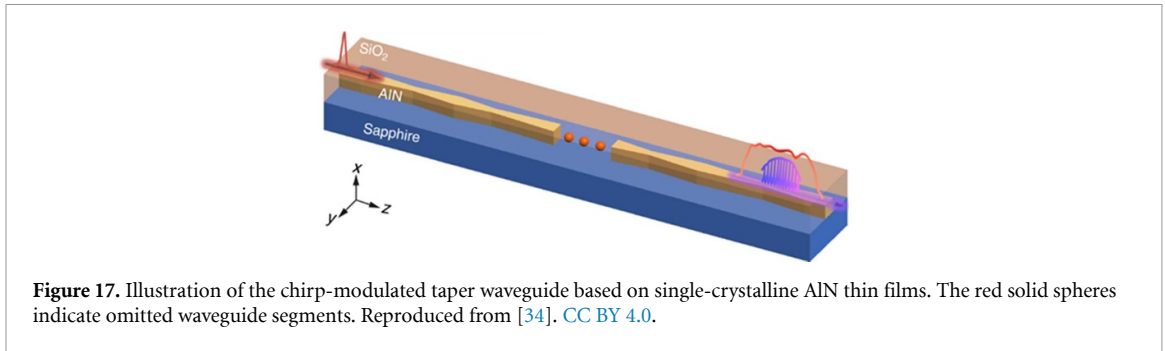 SiO2
AlN
Sapphire
x
y
z
Figure 17. Illustration of the chirp-modulated taper waveguide based on single-crystalline AlN thin films. The red solid spheres
indicate omitted waveguide segments. Reproduced from [34]. CC BY 4.0.